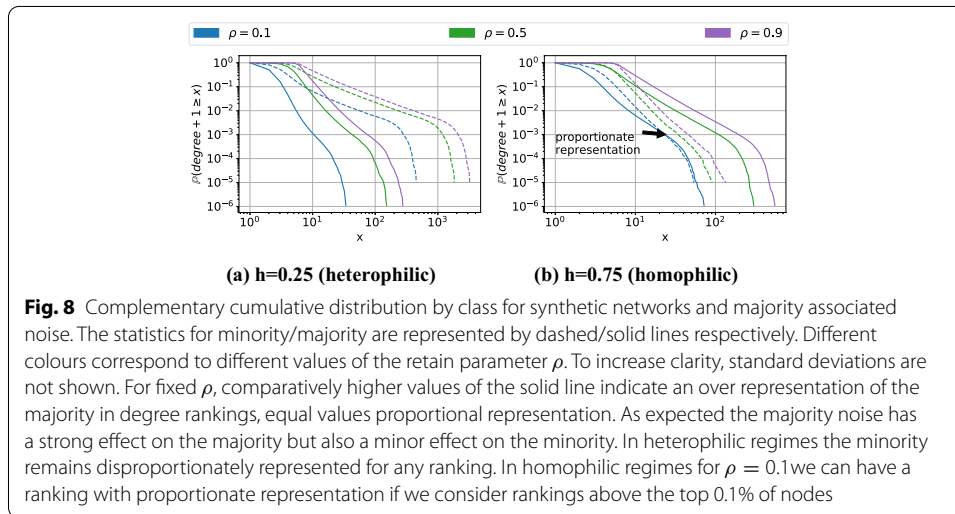 ρ = 0.1 ρ = 0.5 ρ = 0.9
10⁰
10⁻¹
10⁻²
10⁻³
10⁻⁴
10⁻⁵
10⁻⁶
ℙ(degree + 1 ≥ x)
10⁰ 10¹ 10² 10³
x
10⁰
10⁻¹
10⁻²
10⁻³
10⁻⁴
10⁻⁵
10⁻⁶
ℙ(degree + 1 ≥ x)
proportionate
representation
10⁰ 10¹ 10²
x
(a) h=0.25 (heterophilic) (b) h=0.75 (homophilic)
Fig. 8 Complementary cumulative distribution by class for synthetic networks and majority associated
noise. The statistics for minority/majority are represented by dashed/solid lines respectively. Different
colours correspond to different values of the retain parameter ρ. To increase clarity, standard deviations are
not shown. For fixed ρ, comparatively higher values of the solid line indicate an over representation of the
majority in degree rankings, equal values proportional representation. As expected the majority noise has
a strong effect on the majority but also a minor effect on the minority. In heterophilic regimes the minority
remains disproportionately represented for any ranking. In homophilic regimes for ρ = 0.1we can have a
ranking with proportionate representation if we consider rankings above the top 0.1% of nodes